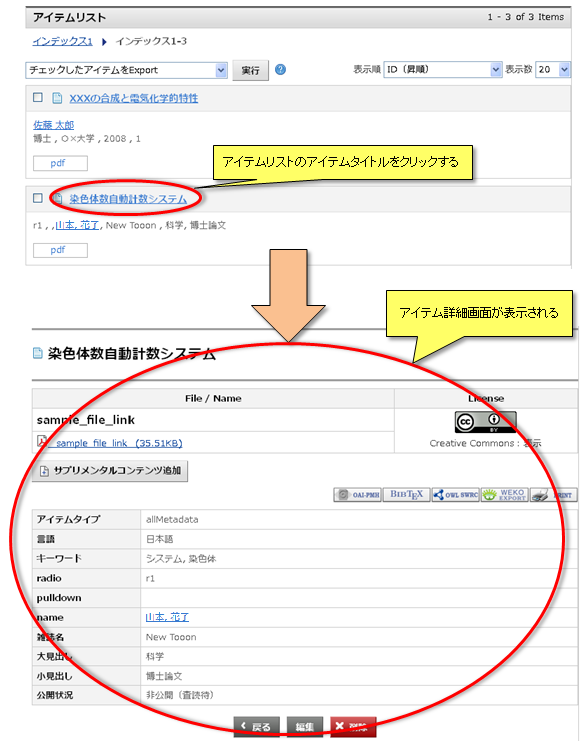 アイテムリスト 1 - 3 of 3 Items
インデックス1 ▶ インデックス1-3
チェックしたアイテムをExport 実行 ? 表示順 ID（昇順） 表示数 20
XXXの合成と電気化学的特性
佐藤 太郎
博士 , ○×大学 , 2008 , 1
pdf
アイテムリストのアイテムタイトルをクリックする
染色体数自動計数システム
r1 , ,山本, 花子, New Tooon , 科学, 博士論文
pdf
アイテム詳細画面が表示される
染色体数自動計数システム
File / Name License
sample_file_link
cc BY
sample_file_link (35.51KB) Creative Commons : 表示
サプリメンタルコンテンツ追加
OAI-PMH BIBTEX OWL SWRC WEKO EXPORT PRINT
アイテムタイプ allMetadata
言語 日本語
キーワード システム, 染色体
radio r1
pulldown
name 山本, 花子
雑誌名 New Tooon
大見出し 科学
小見出し 博士論文
公開状況 非公開（査読待）
戻る 編集